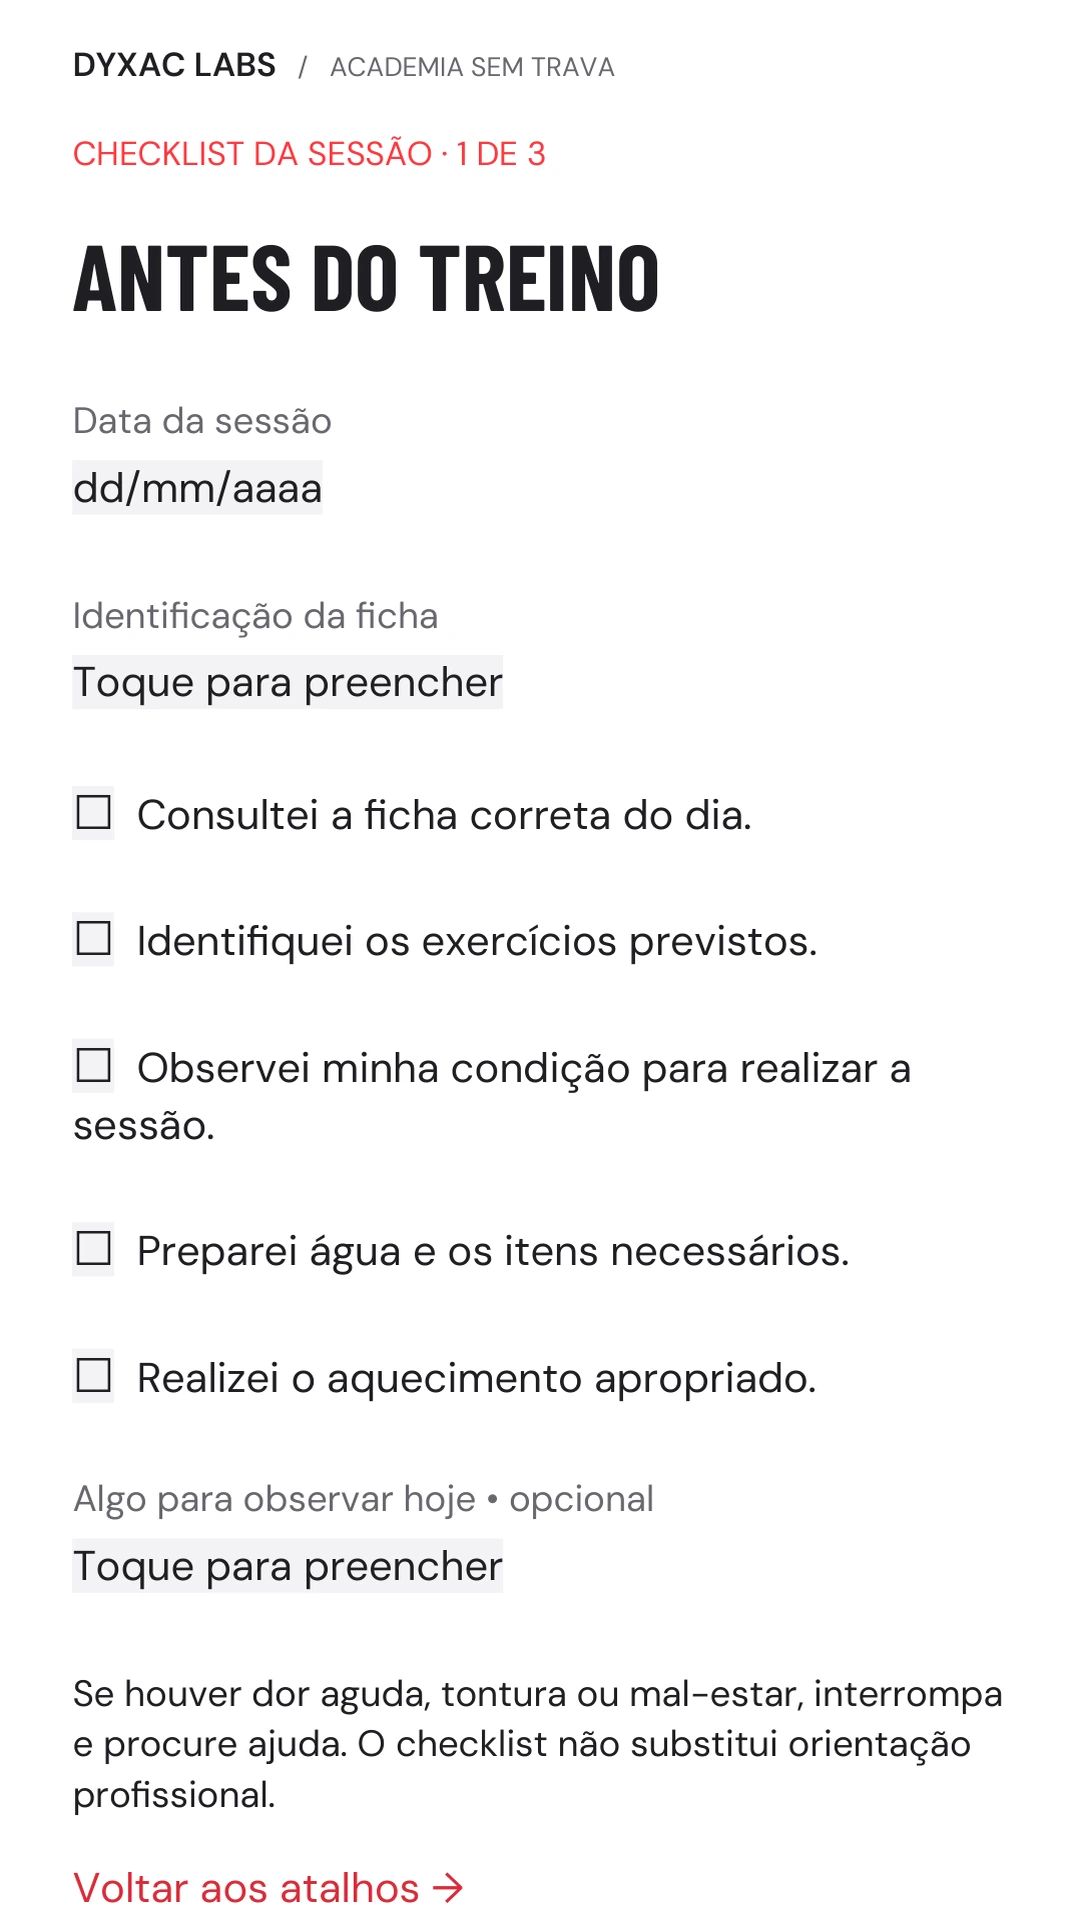 DYXAC LABS / ACADEMIA SEM TRAVA
CHECKLIST DA SESSÃO · 1 DE 3
ANTES DO TREINO
Data da sessão
dd/mm/aaaa
Identificação da ficha
Toque para preencher
☐ Consultei a ficha correta do dia.
☐ Identifiquei os exercícios previstos.
☐ Observei minha condição para realizar a
sessão.
☐ Preparei água e os itens necessários.
☐ Realizei o aquecimento apropriado.
Algo para observar hoje • opcional
Toque para preencher
Se houver dor aguda, tontura ou mal-estar, interrompa
e procure ajuda. O checklist não substitui orientação
profissional.
Voltar aos atalhos →